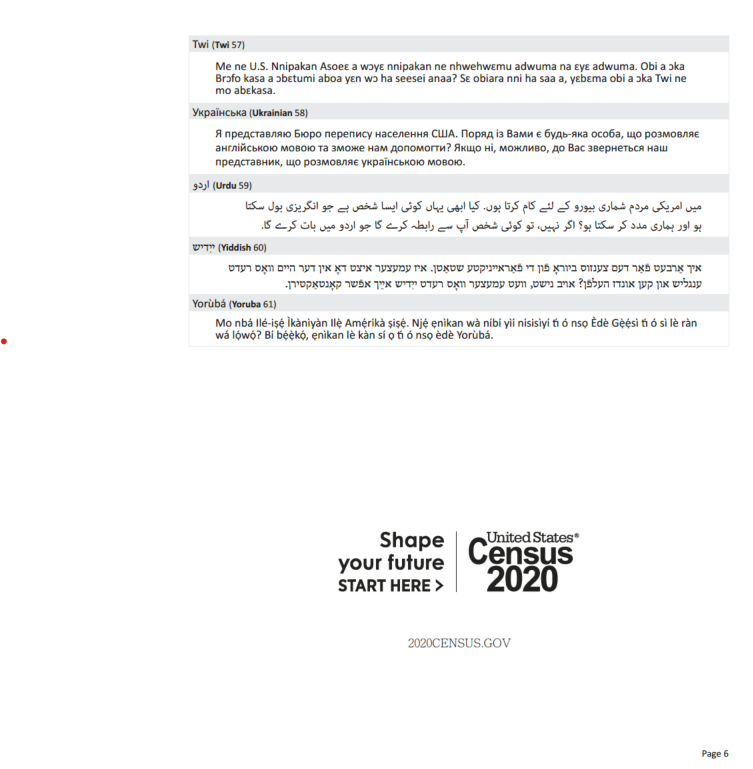 Twi (Twi 57)
Me ne U.S. Nnipakan Asoeɛ a wɔyɛ nnipakan ne nhwehwɛmu adwuma na ɛyɛ adwuma. Obi a ɔka
Brɔfo kasa a ɔbɛtumi aboa yɛn wɔ ha seesei anaa? Sɛ obiara nni ha saa a, yɛbɛma obi a ɔka Twi ne
mo abɛkasa.
Українська (Ukrainian 58)
Я представляю Бюро перепису населення США. Поряд із Вами є будь-яка особа, що розмовляє
англійською мовою та зможе нам допомогти? Якщо ні, можливо, до Вас звернеться наш
представник, що розмовляє українською мовою.
اردو (Urdu 59)
میں امریکی مردم شماری بیورو کے لئے کام کرتا ہوں. کیا ابھی یہاں کوئی ایسا شخص ہے جو انگریزی بول سکتا
ہو اور ہماری مدد کر سکتا ہو؟ اگر نہیں، تو کوئی شخص آپ سے رابطہ کرے گا جو اردو میں بات کرے گا.
ייִדיש (Yiddish 60)
איך אַרבעט פֿאַר דעם צענזוס ביוראָ פֿון די פֿאַראייניקטע שטאַטן. איז עמעצער איצט דאָ אין דער היים וואָס רעדט
ענגליש און קען אונדז העלפֿן? אויב נישט, וועט עמעצער וואָס רעדט ייִדיש אייך אפֿשר קאָנטאַקטירן.
Yorùbá (Yoruba 61)
Mo nbá Ilé-iṣẹ́ Ìkànìyàn Ilẹ̀ Amẹ́ríkà ṣiṣẹ́. Njẹ́ ẹnìkan wà níbí yìí nisisìyí tí ó nsọ Èdè Gẹ̀ẹ́sì tí ó sì lè ràn
wá lọ́wọ́? Bí bẹ́ẹ̀kọ́, ẹnìkan lè kàn sí ọ tí ó nsọ èdè Yorùbá.
Shape
your future
START HERE >
United States®
Census
2020
2020CENSUS.GOV
Page 6